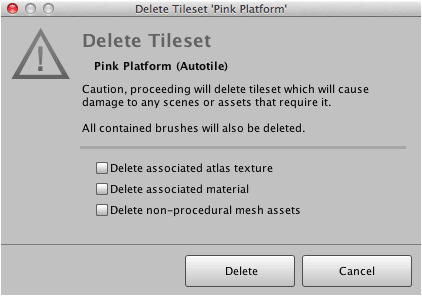 Delete Tileset 'Pink Platform'
Delete Tileset
Pink Platform (Autotile)
Caution, proceeding will delete tileset which will cause
damage to any scenes or assets that require it.
All contained brushes will also be deleted.
Delete associated atlas texture
Delete associated material
Delete non-procedural mesh assets
Delete
Cancel